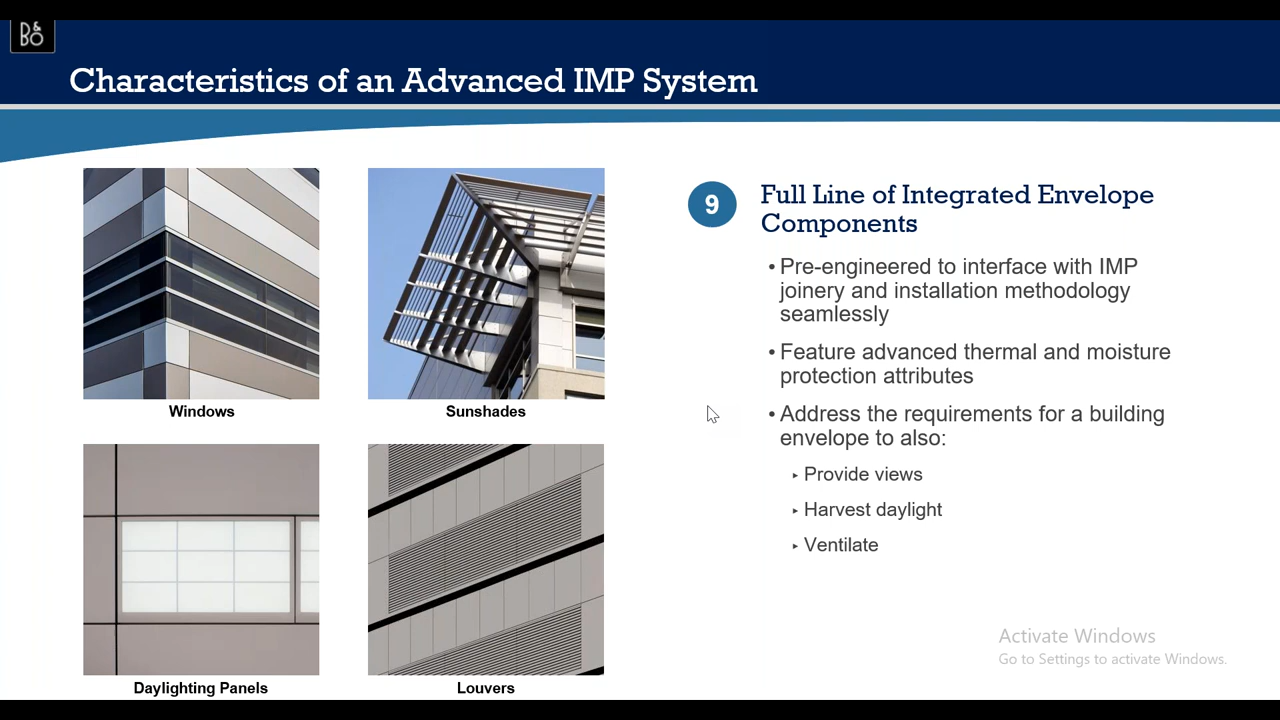 B&
BO
Characteristics of an Advanced IMP System
Windows
Sunshades
Daylighting Panels
Louvers
9
Full Line of Integrated Envelope
Components
• Pre-engineered to interface with IMP
joinery and installation methodology
seamlessly
• Feature advanced thermal and moisture
protection attributes
• Address the requirements for a building
envelope to also:
▸ Provide views
▸ Harvest daylight
▸ Ventilate
Activate Windows
Go to Settings to activate Windows.